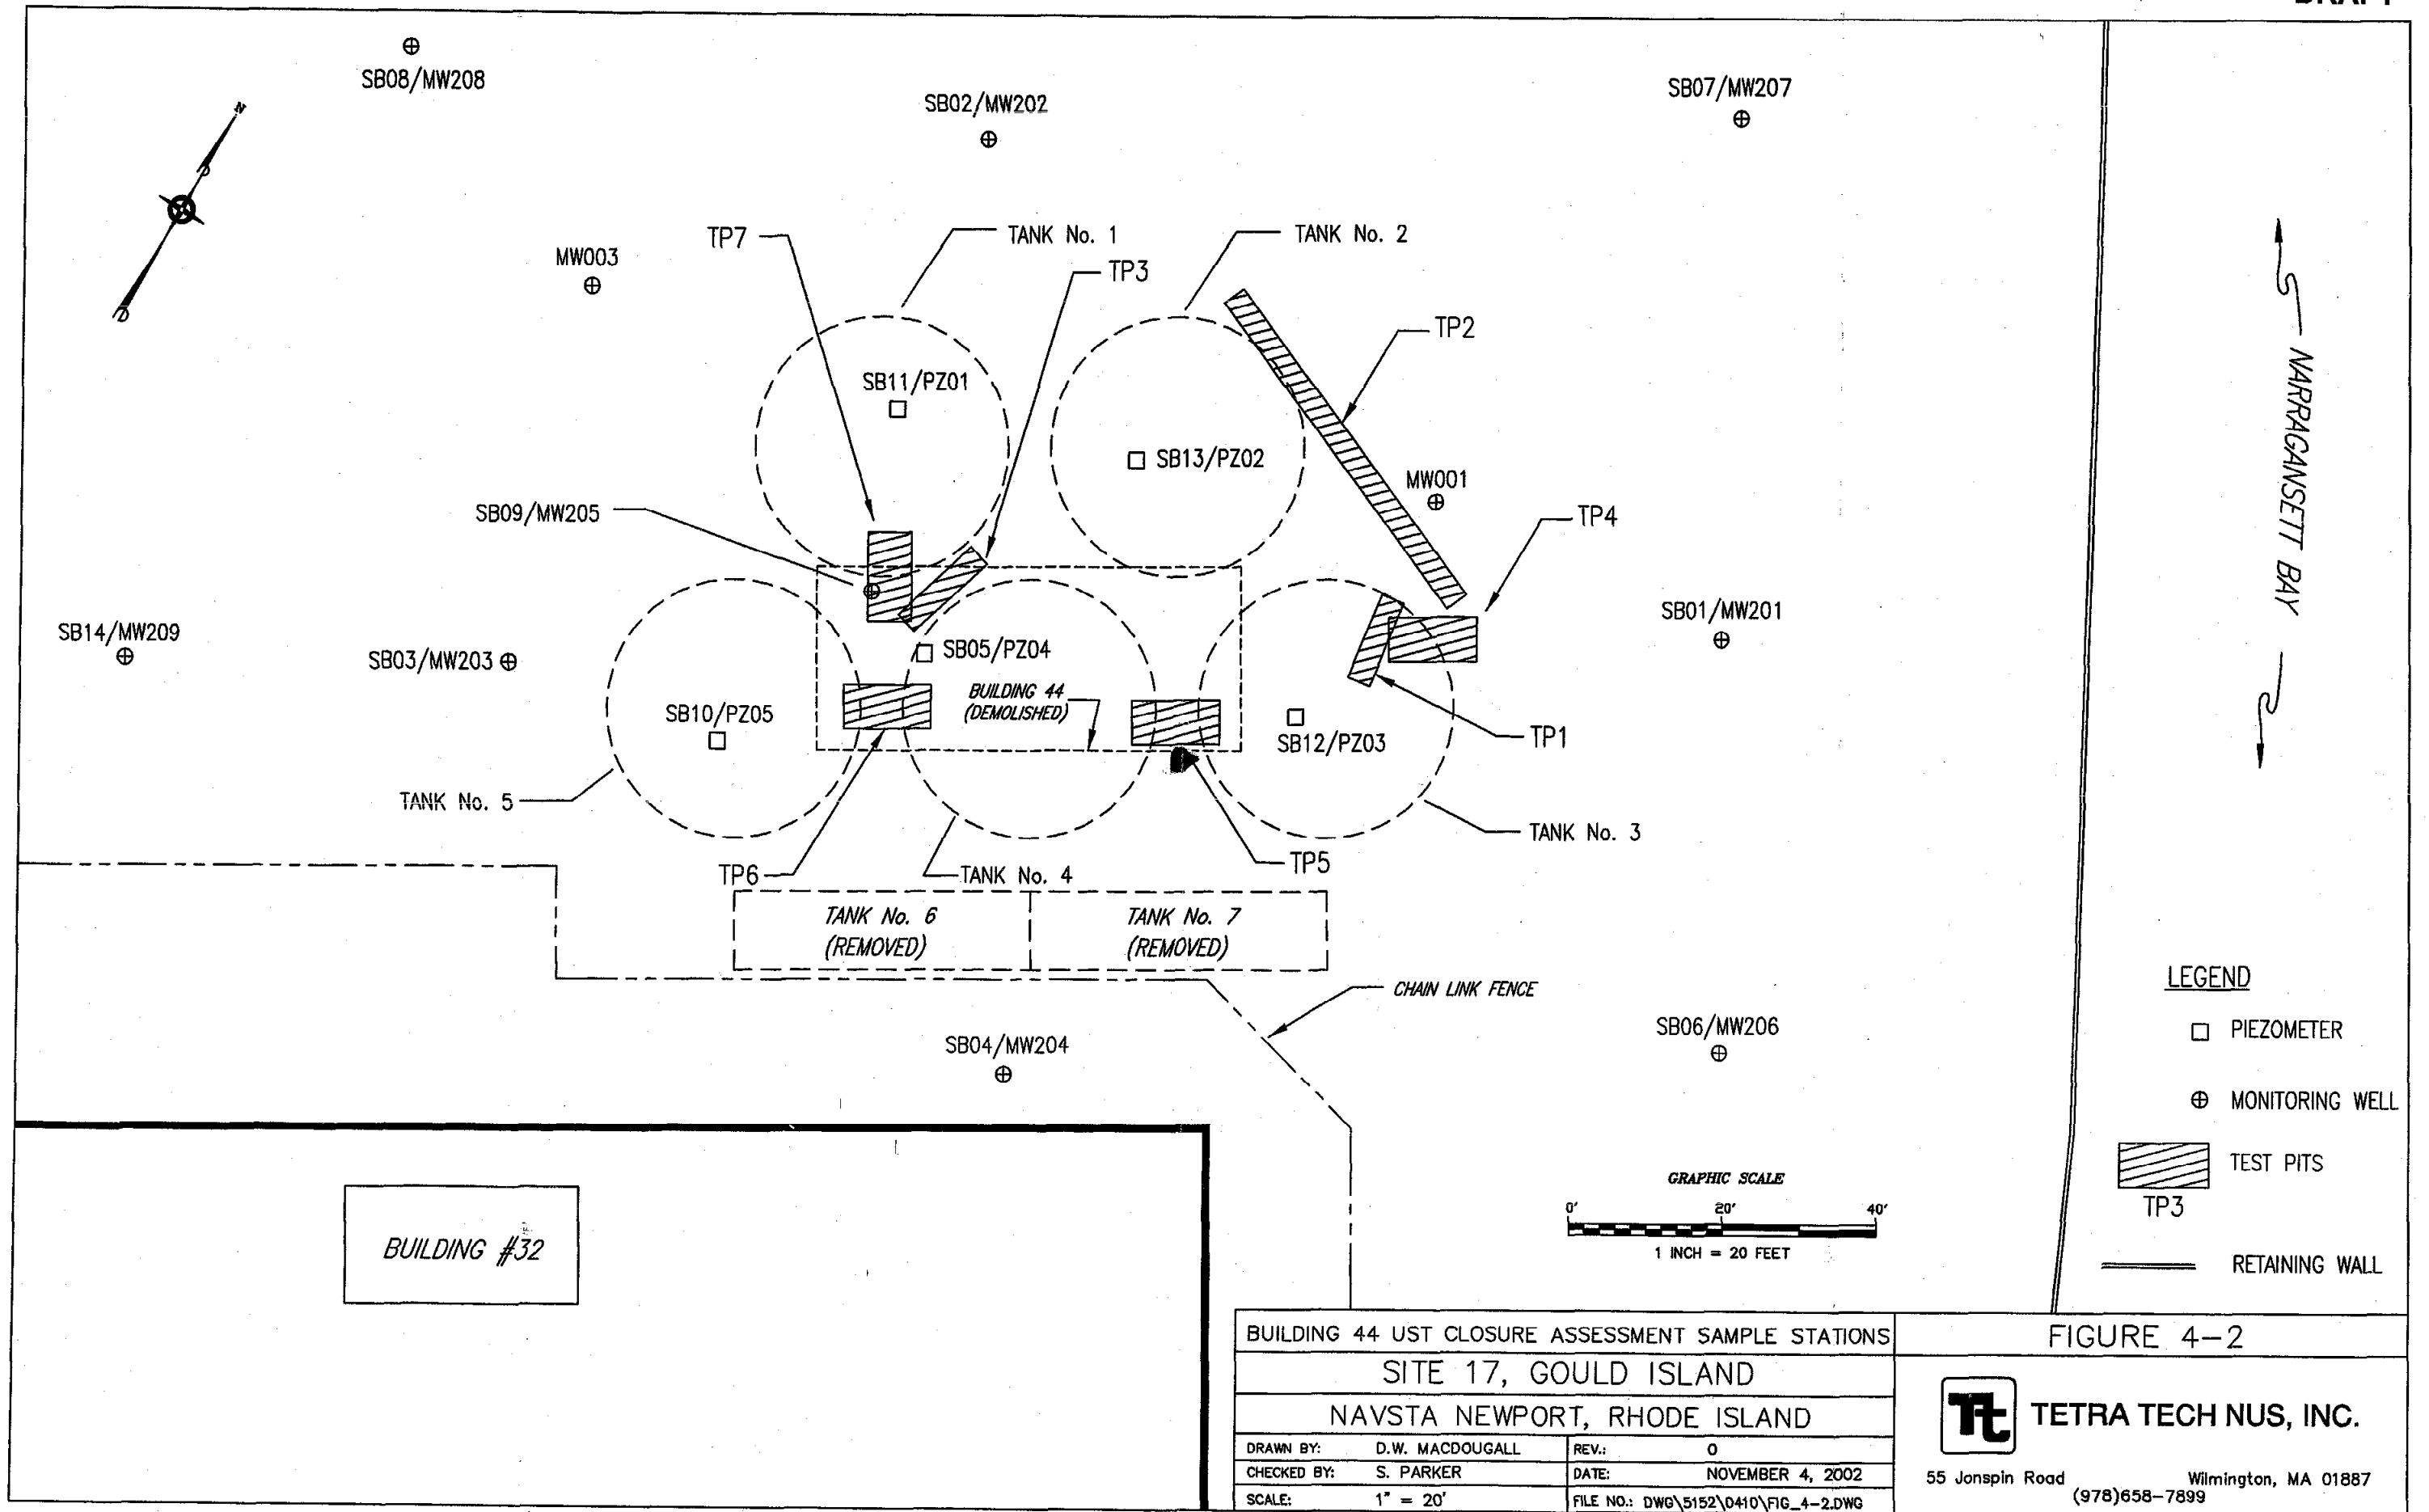 DRAFT
SB08/MW208
SB02/MW202
SB07/MW207
N
TP7
TANK No. 1
TANK No. 2
MW003
TP3
TP2
NARRAGANSETT BAY
SB11/PZ01
SB13/PZ02
MW001
SB09/MW205
TP4
SB14/MW209
SB03/MW203
SB05/PZ04
SB01/MW201
BUILDING 44
(DEMOLISHED)
SB10/PZ05
SB12/PZ03
TP1
TANK No. 5
TANK No. 3
TP6
TANK No. 4
TP5
TANK No. 6
(REMOVED)
TANK No. 7
(REMOVED)
CHAIN LINK FENCE
SB04/MW204
SB06/MW206
LEGEND
PIEZOMETER
MONITORING WELL
TEST PITS
TP3
RETAINING WALL
BUILDING #32
GRAPHIC SCALE
0' 20' 40'
1 INCH = 20 FEET
BUILDING 44 UST CLOSURE ASSESSMENT SAMPLE STATIONS
SITE 17, GOULD ISLAND
NAVSTA NEWPORT, RHODE ISLAND
DRAWN BY: D.W. MACDOUGALL
REV.: 0
CHECKED BY: S. PARKER
DATE: NOVEMBER 4, 2002
SCALE: 1" = 20'
FILE NO.: DWG\5152\0410\FIG_4-2.DWG
FIGURE 4-2
Tt TETRA TECH NUS, INC.
55 Jonspin Road Wilmington, MA 01887
(978)658-7899